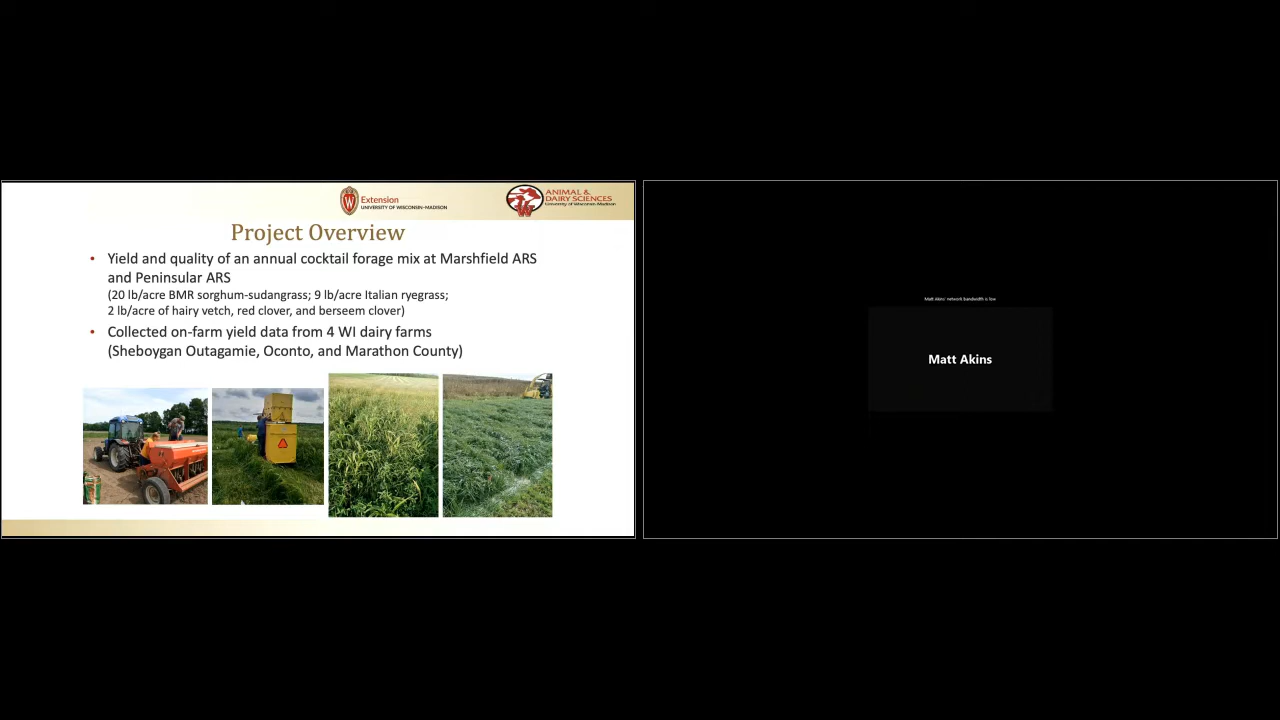 Extension
UNIVERSITY OF WISCONSIN–MADISON
ANIMAL &
DAIRY SCIENCES
University of Wisconsin-Madison
Project Overview
• Yield and quality of an annual cocktail forage mix at Marshfield ARS
and Peninsular ARS
(20 lb/acre BMR sorghum-sudangrass; 9 lb/acre Italian ryegrass;
2 lb/acre of hairy vetch, red clover, and berseem clover)
• Collected on-farm yield data from 4 WI dairy farms
(Sheboygan Outagamie, Oconto, and Marathon County)
Matt Akins' network bandwidth is low
Matt Akins